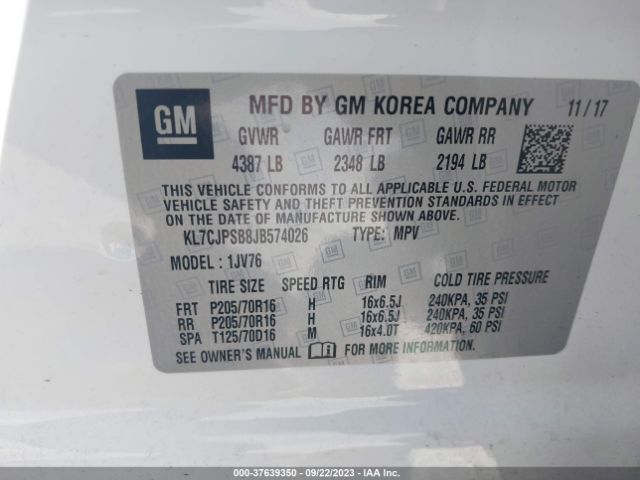 GM MFD BY GM KOREA COMPANY 11/17
GVWR GAWR FRT GAWR RR
4387 LB 2348 LB 2194 LB
THIS VEHICLE CONFORMS TO ALL APPLICABLE U.S. FEDERAL MOTOR
VEHICLE SAFETY AND THEFT PREVENTION STANDARDS IN EFFECT
ON THE DATE OF MANUFACTURE SHOWN ABOVE.
KL7CJPSB8JB574026 TYPE: MPV
MODEL : 1JV76
TIRE SIZE SPEED RTG RIM COLD TIRE PRESSURE
FRT P205/70R16 H 16x6.5J 240KPA, 35 PSI
RR P205/70R16 H 16x6.5J 240KPA, 35 PSI
SPA T125/70D16 M 16x4.0T 420KPA, 60 PSI
SEE OWNER'S MANUAL FOR MORE INFORMATION.
000-37639350 - 09/22/2023 - IAA Inc.